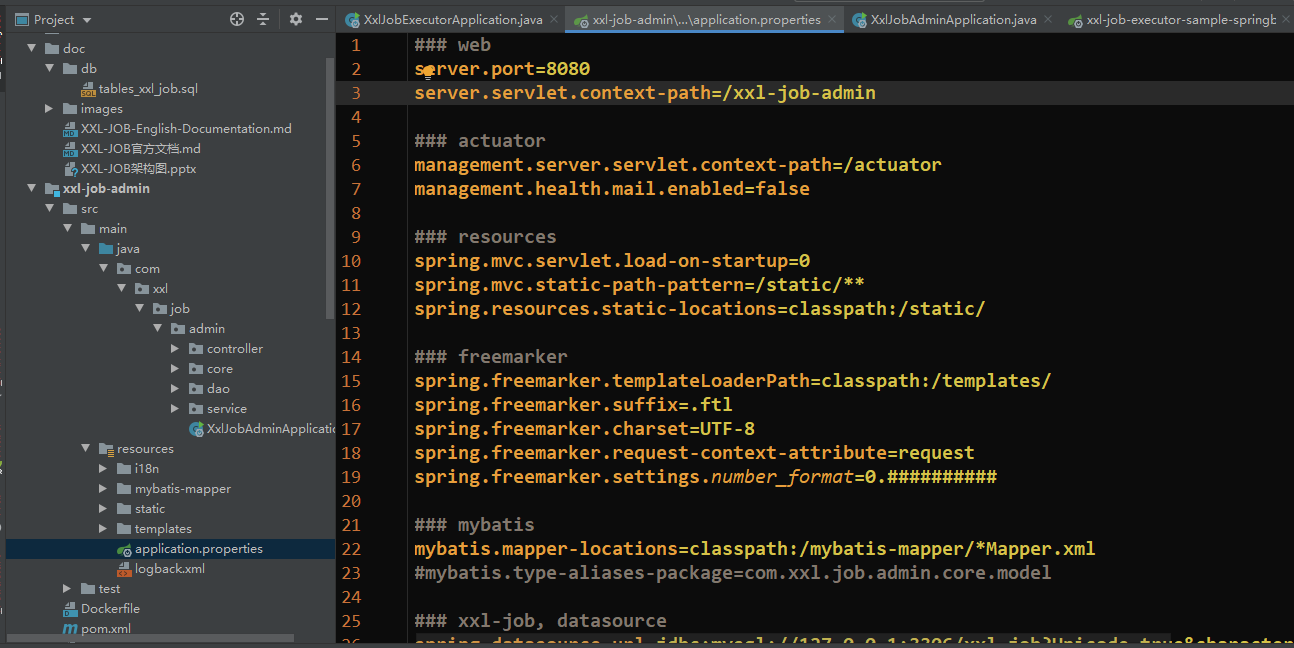 Project
XxlJobExecutorApplication.java
xxl-job-admin\...\application.properties
XxlJobAdminApplication.java
xxl-job-executor-sample-springb
doc
db
tables_xxl_job.sql
images
XXL-JOB-English-Documentation.md
XXL-JOB官方文档.md
XXL-JOB架构图.pptx
xxl-job-admin
src
main
java
com
xxl
job
admin
controller
core
dao
service
XxlJobAdminApplicatio
resources
i18n
mybatis-mapper
static
templates
application.properties
logback.xml
test
Dockerfile
pom.xml
1 ### web
2 server.port=8080
3 server.servlet.context-path=/xxl-job-admin
4
5 ### actuator
6 management.server.servlet.context-path=/actuator
7 management.health.mail.enabled=false
8
9 ### resources
10 spring.mvc.servlet.load-on-startup=0
11 spring.mvc.static-path-pattern=/static/**
12 spring.resources.static-locations=classpath:/static/
13
14 ### freemarker
15 spring.freemarker.templateLoaderPath=classpath:/templates/
16 spring.freemarker.suffix=.ftl
17 spring.freemarker.charset=UTF-8
18 spring.freemarker.request-context-attribute=request
19 spring.freemarker.settings.number_format=0.##########
20
21 ### mybatis
22 mybatis.mapper-locations=classpath:/mybatis-mapper/*Mapper.xml
23 #mybatis.type-aliases-package=com.xxl.job.admin.core.model
24
25 ### xxl-job, datasource